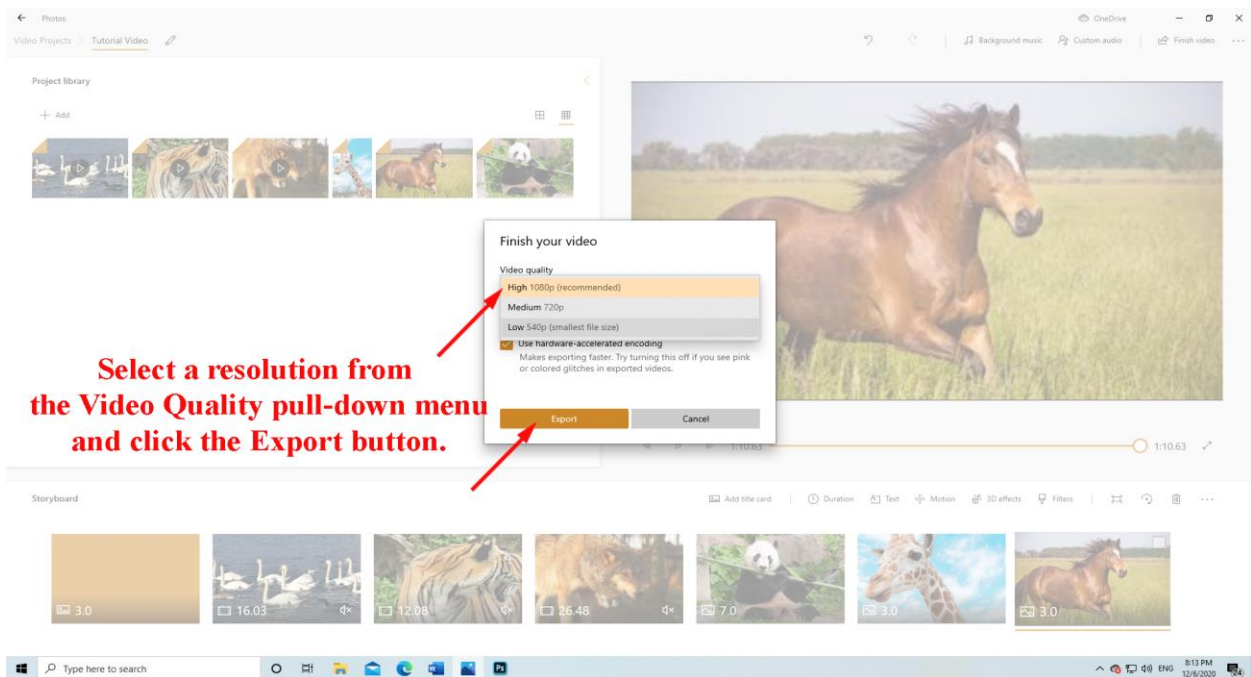 Photos
OneDrive
Video Projects
Tutorial Video
Background music
Custom audio
Finish video
Project library
Add
Finish your video
Video quality
High 1080p (recommended)
Medium 720p
Low 540p (smallest file size)
Use hardware-accelerated encoding
Makes exporting faster. Try turning this off if you see pink
or colored glitches in exported videos.
Export
Cancel
Select a resolution from
the Video Quality pull-down menu
and click the Export button.
1:10.63
1:10.63
Storyboard
Add title card
Duration
Text
Motion
3D effects
Filters
3.0
16.03
12.08
26.48
7.0
3.0
3.0
Type here to search
ENG
8:13 PM
12/6/2020
24